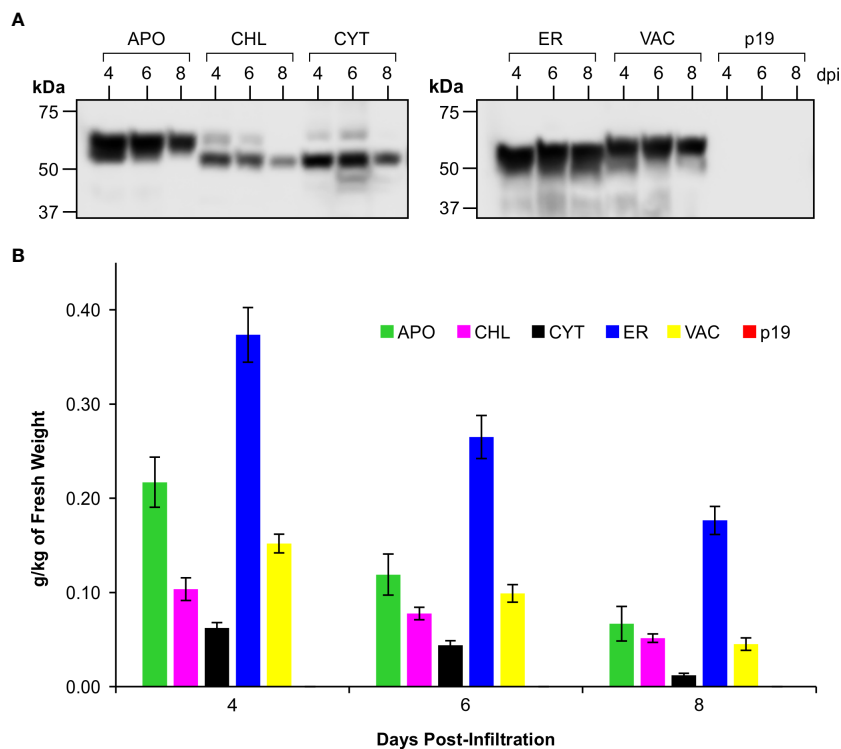 A
APO CHL CYT ER VAC p19
4 6 8 4 6 8 4 6 8 4 6 8 4 6 8 4 6 8 dpi
kDa kDa
75 75
50 50
37 37
B
0.40
APO CHL CYT ER VAC p19
0.30
0.20
0.10
0.00
g/kg of Fresh Weight
4 6 8
Days Post-Infiltration